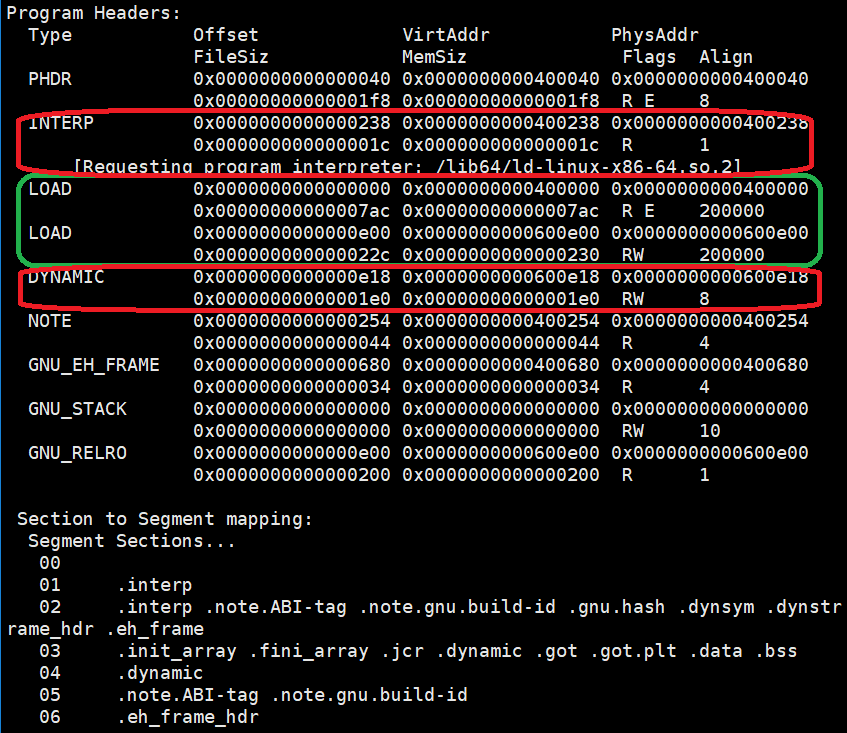 Program Headers:
  Type           Offset             VirtAddr           PhysAddr
                 FileSiz            MemSiz              Flags  Align
  PHDR           0x0000000000000040 0x0000000000400040 0x0000000000400040
                 0x00000000000001f8 0x00000000000001f8  R E    8
  INTERP         0x0000000000000238 0x0000000000400238 0x0000000000400238
                 0x000000000000001c 0x000000000000001c  R      1
      [Requesting program interpreter: /lib64/ld-linux-x86-64.so.2]
  LOAD           0x0000000000000000 0x0000000000400000 0x0000000000400000
                 0x00000000000007ac 0x00000000000007ac  R E    200000
  LOAD           0x0000000000000e00 0x0000000000600e00 0x0000000000600e00
                 0x000000000000022c 0x0000000000000230  RW     200000
  DYNAMIC        0x0000000000000e18 0x0000000000600e18 0x0000000000600e18
                 0x00000000000001e0 0x00000000000001e0  RW     8
  NOTE           0x0000000000000254 0x0000000000400254 0x0000000000400254
                 0x0000000000000044 0x0000000000000044  R      4
  GNU_EH_FRAME   0x0000000000000680 0x0000000000400680 0x0000000000400680
                 0x0000000000000034 0x0000000000000034  R      4
  GNU_STACK      0x0000000000000000 0x0000000000000000 0x0000000000000000
                 0x0000000000000000 0x0000000000000000  RW     10
  GNU_RELRO      0x0000000000000e00 0x0000000000600e00 0x0000000000600e00
                 0x0000000000000200 0x0000000000000200  R      1
 Section to Segment mapping:
  Segment Sections...
   00
   01     .interp
   02     .interp .note.ABI-tag .note.gnu.build-id .gnu.hash .dynsym .dynstr
rame_hdr .eh_frame
   03     .init_array .fini_array .jcr .dynamic .got .got.plt .data .bss
   04     .dynamic
   05     .note.ABI-tag .note.gnu.build-id
   06     .eh_frame_hdr